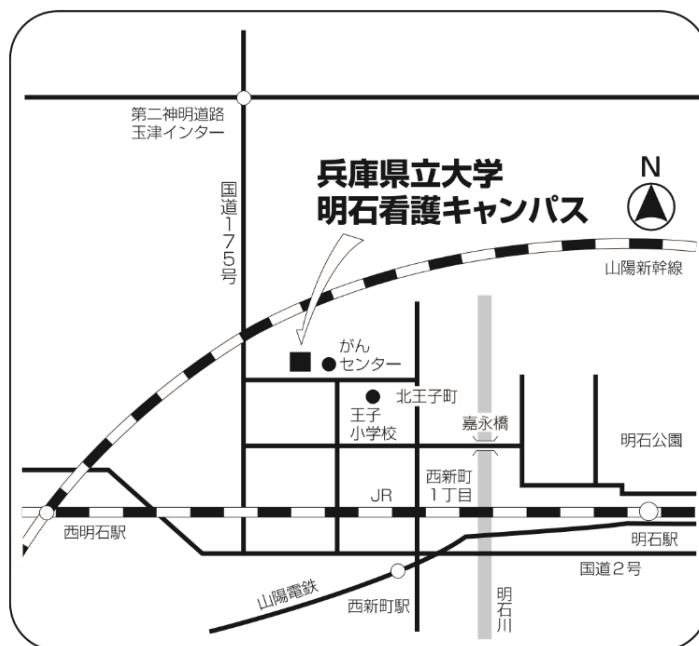 第二神明道路
玉津インター
国道175号
兵庫県立大学
明石看護キャンパス
N
山陽新幹線
がん
センター
北王子町
王子
小学校
嘉永橋
明石公園
西新町
1丁目
JR
西明石駅
明石駅
国道2号
山陽電鉄
西新町駅
明石川